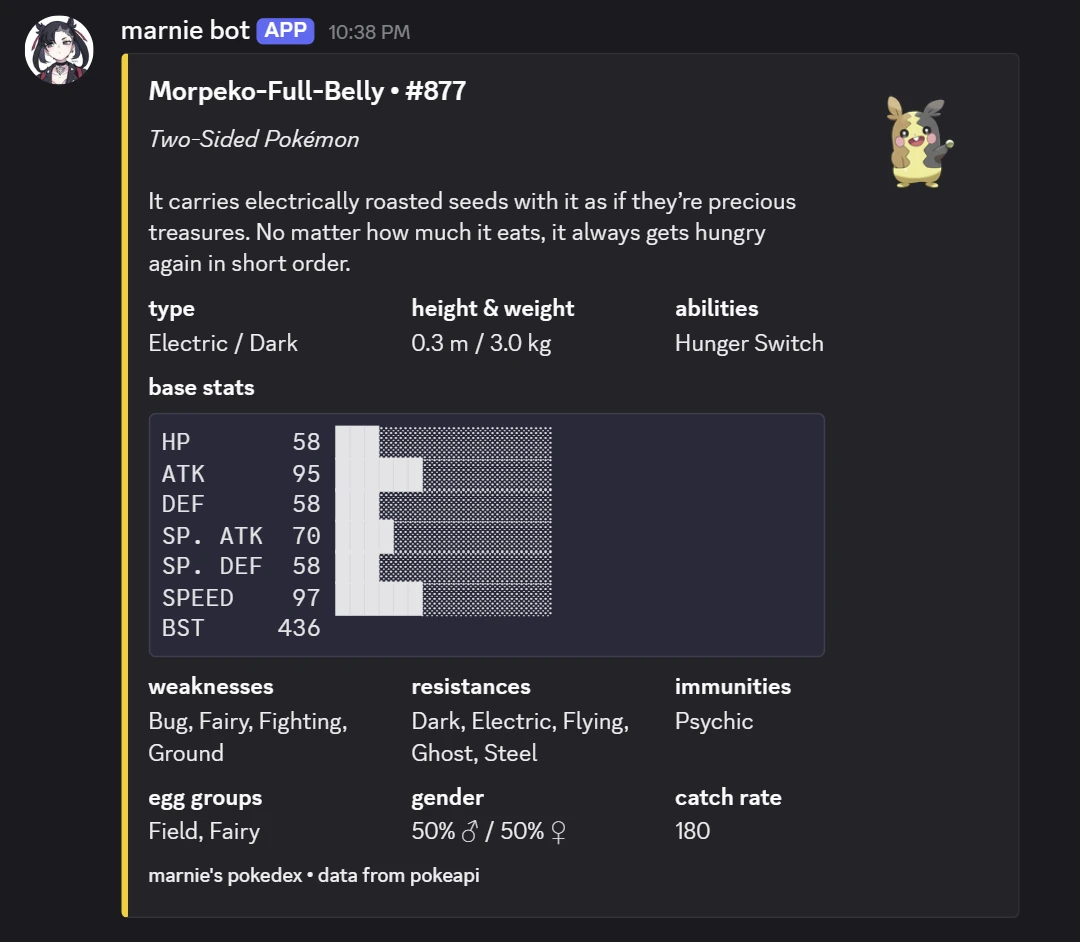 marnie bot APP 10:38 PM
Morpeko-Full-Belly • #877
Two-Sided Pokémon
It carries electrically roasted seeds with it as if they’re precious
treasures. No matter how much it eats, it always gets hungry
again in short order.
type height & weight abilities
Electric / Dark 0.3 m / 3.0 kg Hunger Switch
base stats
HP 58
ATK 95
DEF 58
SP. ATK 70
SP. DEF 58
SPEED 97
BST 436
weaknesses resistances immunities
Bug, Fairy, Fighting, Dark, Electric, Flying, Psychic
Ground Ghost, Steel
egg groups gender catch rate
Field, Fairy 50% ♂ / 50% ♀ 180
marnie's pokedex • data from pokeapi